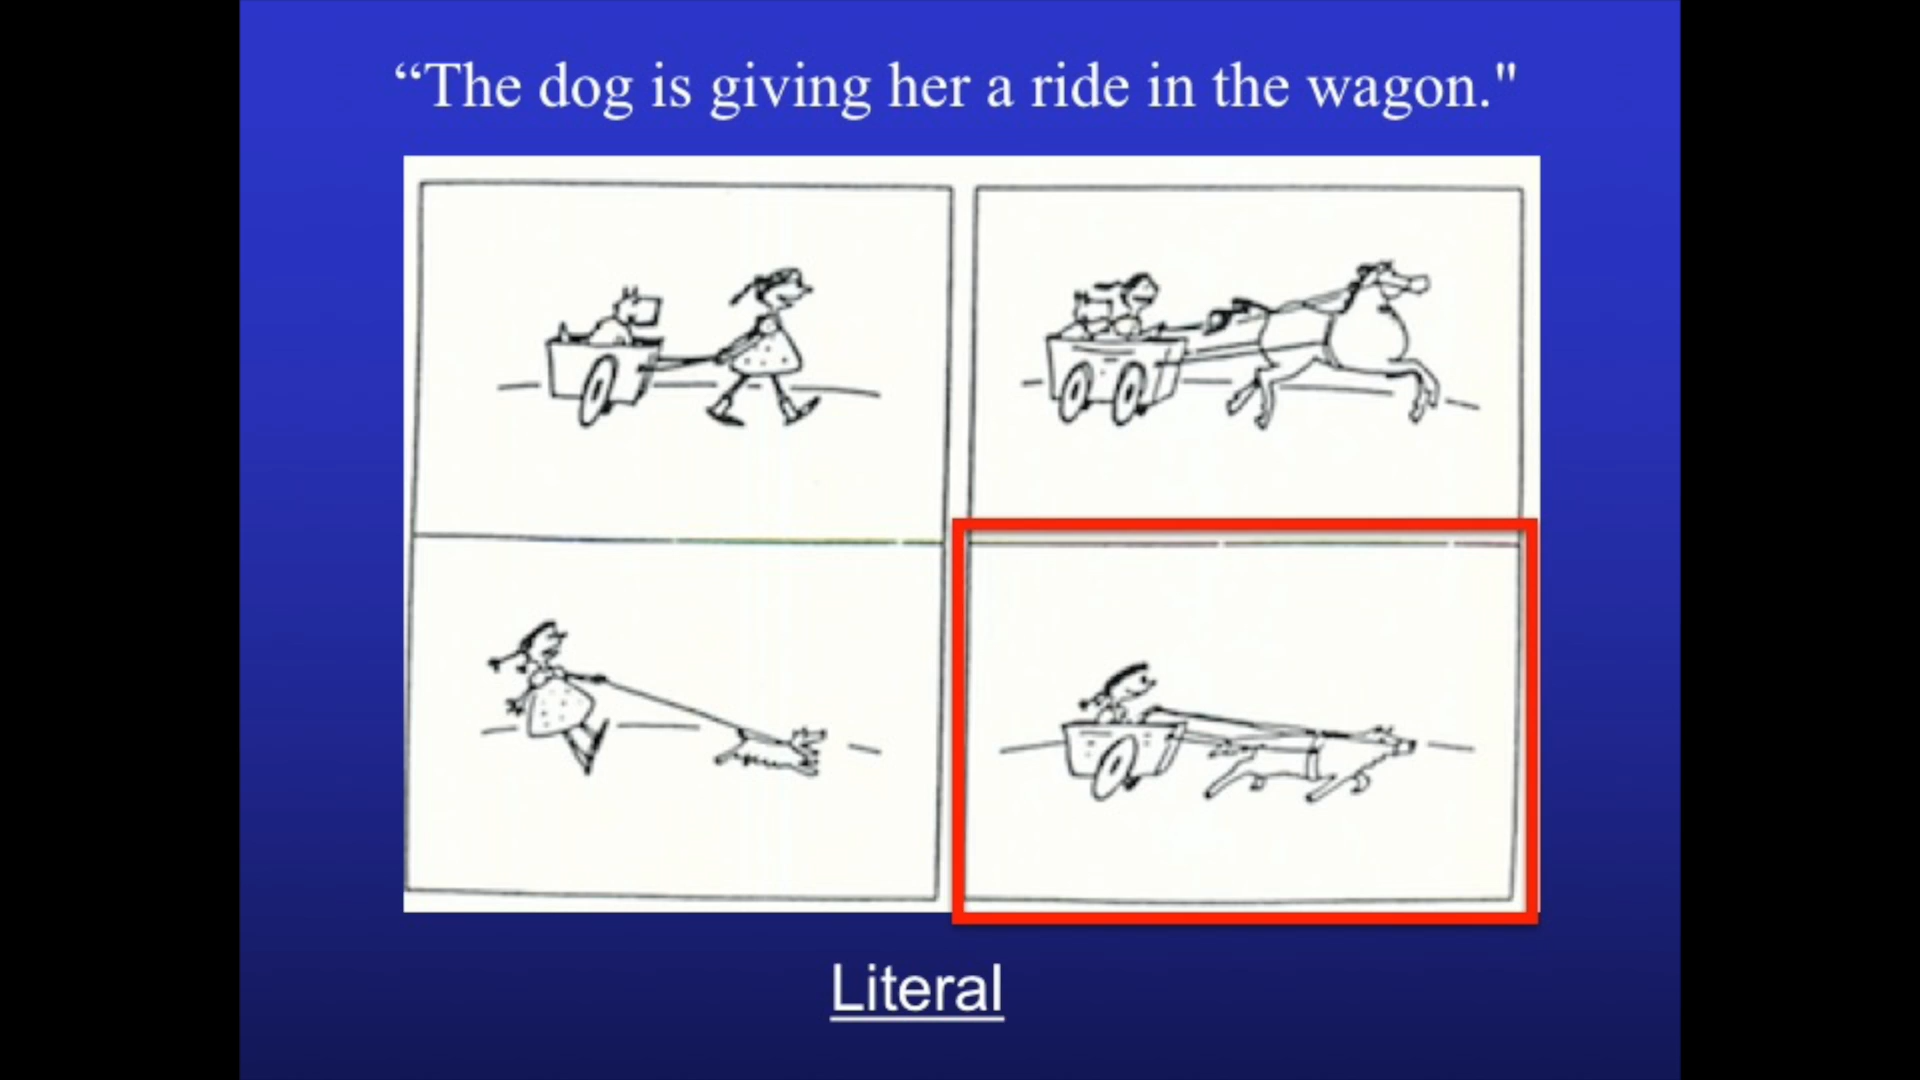 “The dog is giving her a ride in the wagon."
Literal